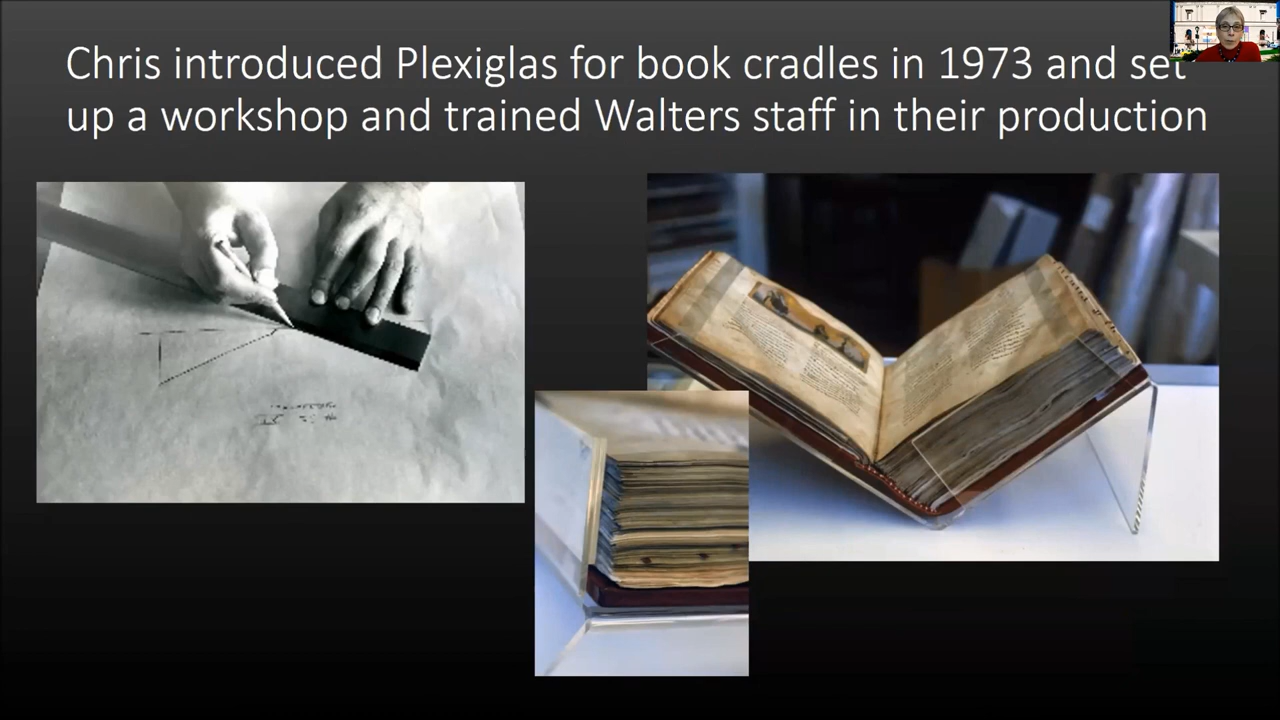 Chris introduced Plexiglas for book cradles in 1973 and set
up a workshop and trained Walters staff in their production